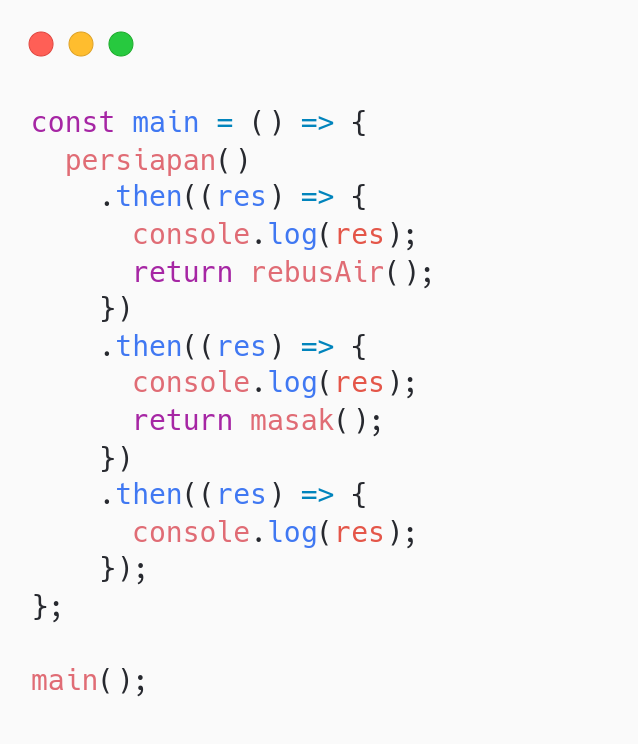 const main = () => {
  persiapan()
    .then((res) => {
      console.log(res);
      return rebusAir();
    })
    .then((res) => {
      console.log(res);
      return masak();
    })
    .then((res) => {
      console.log(res);
    });
};

main();